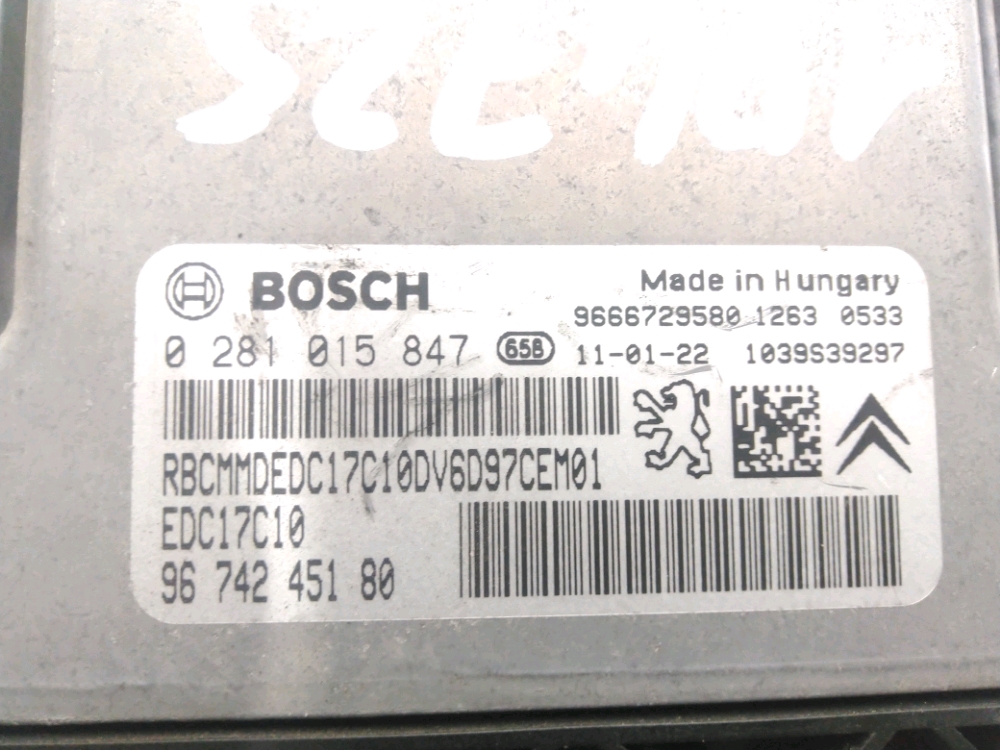 BOSCH
Made in Hungary
9666729580 1263 0533
0 281 015 847 658 11-01-22 1039S39297
RBCMMDEDC17C10DV6D97CEM01
EDC17C10
96 742 451 80